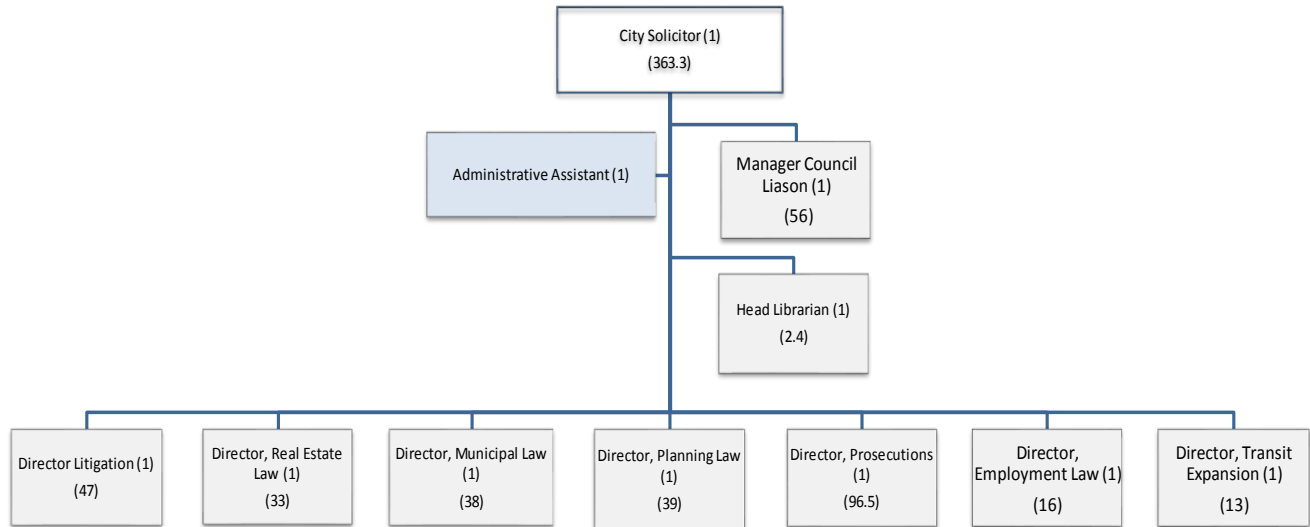 City Solicitor (1)
(363.3)
Administrative Assistant (1)
Manager Council
Liason (1)
(56)
Head Librarian (1)
(2.4)
Director Litigation (1)
(47)
Director, Real Estate
Law (1)
(33)
Director, Municipal Law
(1)
(38)
Director, Planning Law
(1)
(39)
Director, Prosecutions
(1)
(96.5)
Director,
Employment Law (1)
(16)
Director, Transit
Expansion (1)
(13)